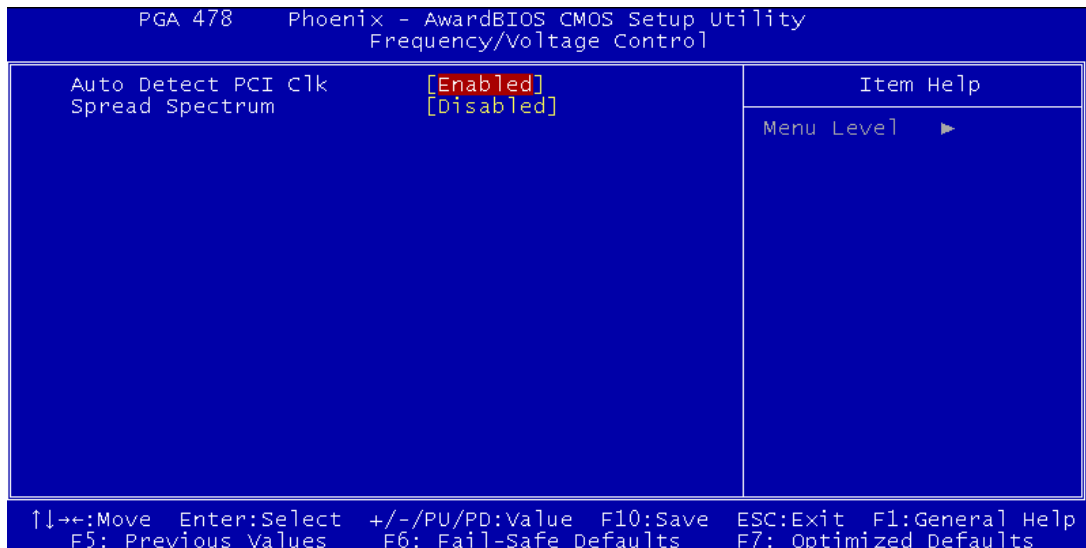 PGA 478 Phoenix - AwardBIOS CMOS Setup Utility
Frequency/Voltage Control
Auto Detect PCI Clk [Enabled]
Spread Spectrum [Disabled]
Item Help
Menu Level ►
↑↓→←:Move Enter:Select +/-/PU/PD:Value F10:Save ESC:Exit F1:General Help
F5: Previous Values F6: Fail-Safe Defaults F7: Optimized Defaults